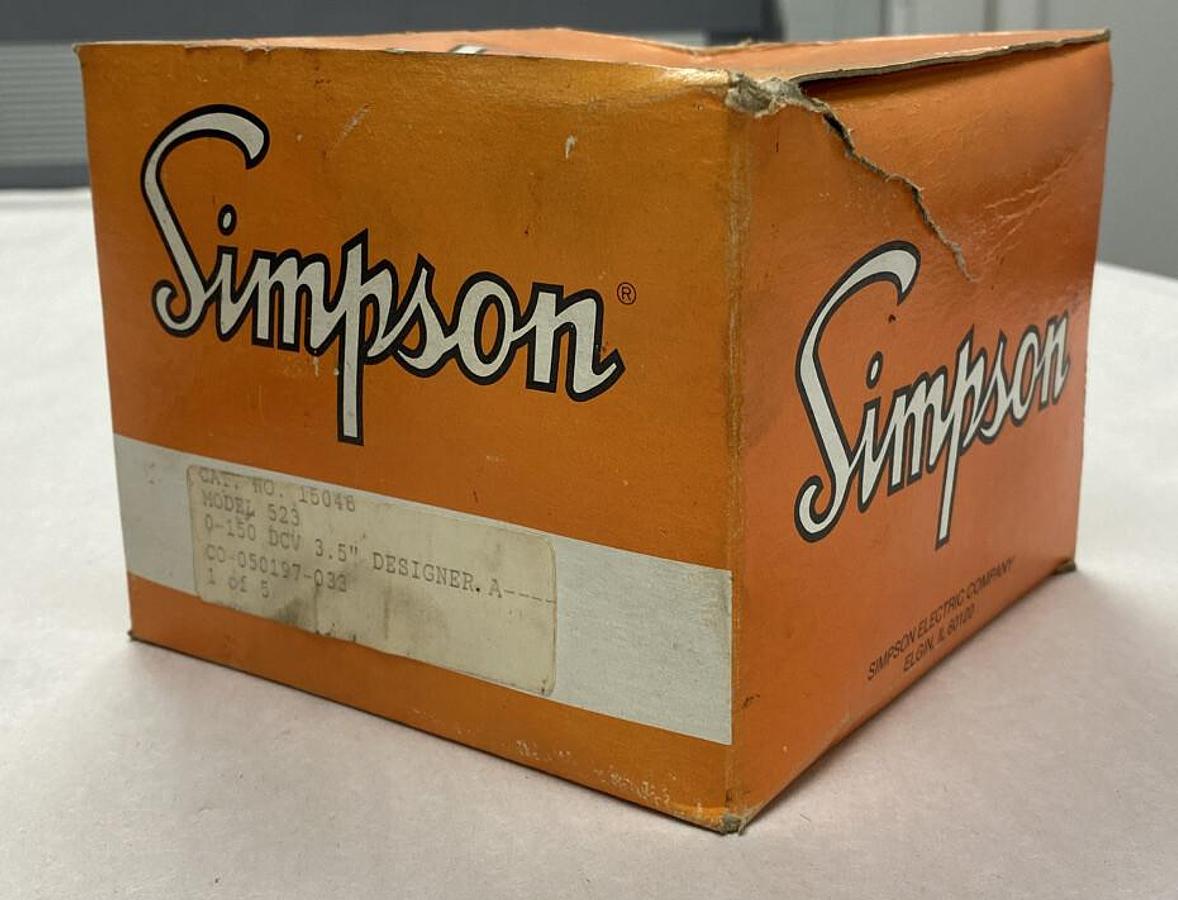 Simpson®
CAT. NO. 15046
MODEL 523
0-150 DCV 3.5" DESIGNER. A----
CO-050197-033
1 of 5
Simpson
SIMPSON ELECTRIC COMPANY
ELGIN, IL 60120